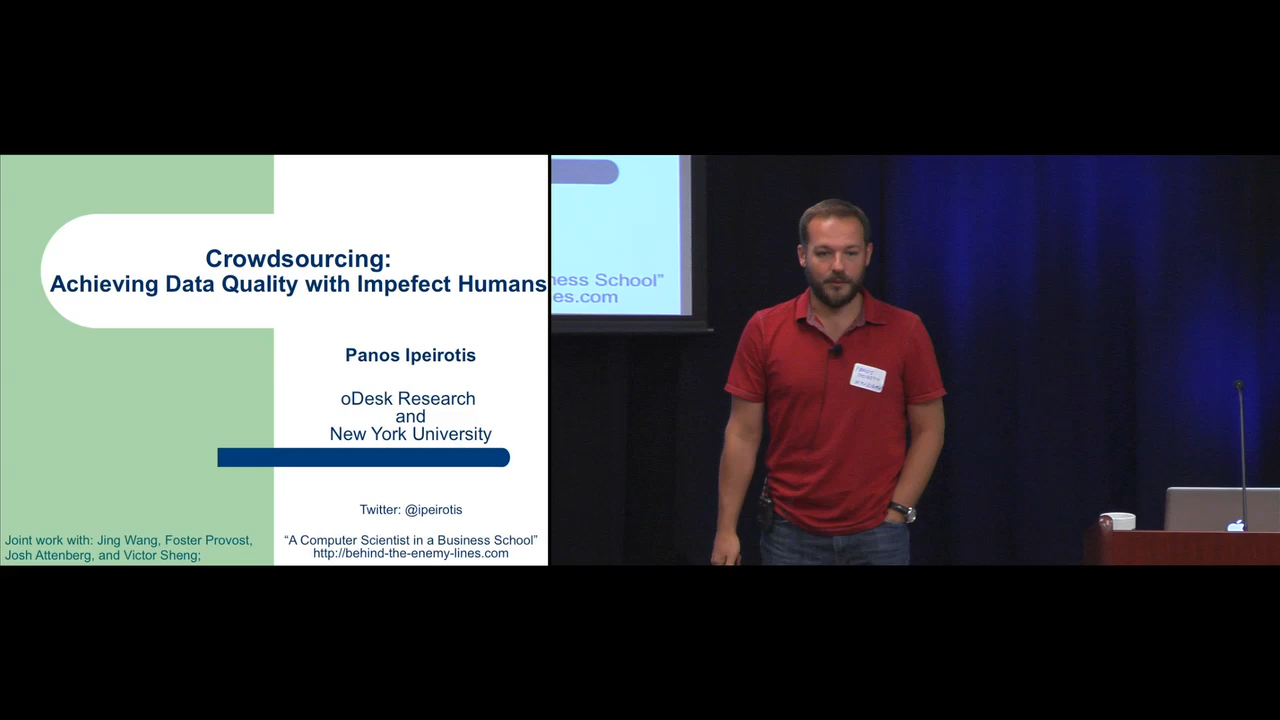 Crowdsourcing:
Achieving Data Quality with Impefect Humans
Panos Ipeirotis
oDesk Research
and
New York University
Twitter: @ipeirotis
Joint work with: Jing Wang, Foster Provost,
Josh Attenberg, and Victor Sheng;
“A Computer Scientist in a Business School”
http://behind-the-enemy-lines.com
ness School”
es.com
PANOS